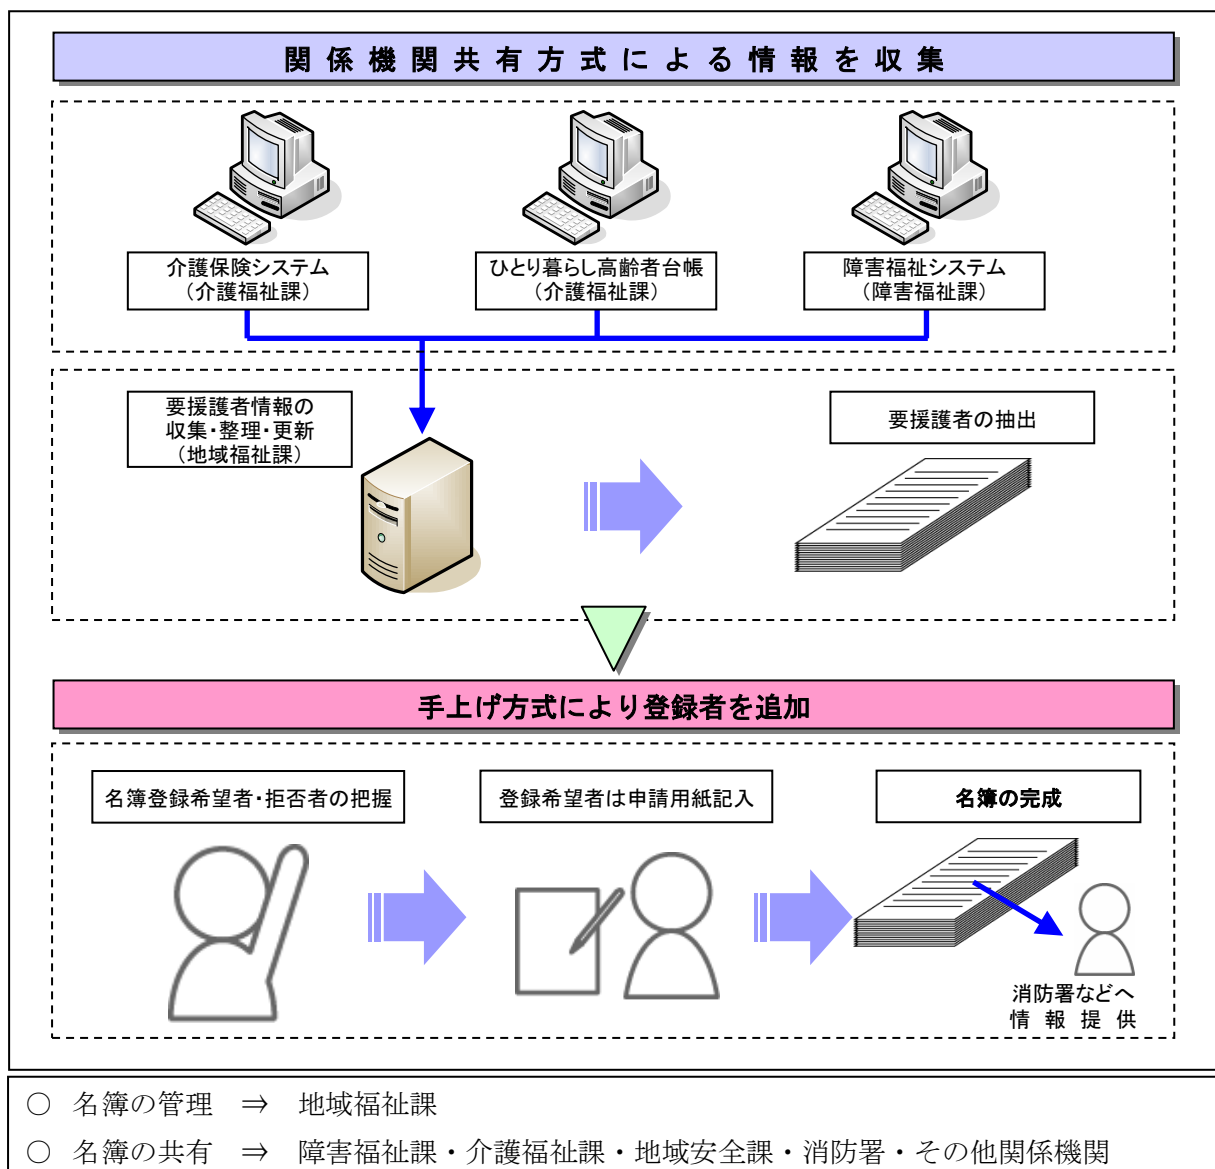 関係機関共有方式による情報を収集
介護保険システム
（介護福祉課）
ひとり暮らし高齢者台帳
（介護福祉課）
障害福祉システム
（障害福祉課）
要援護者情報の
収集・整理・更新
（地域福祉課）
要援護者の抽出
手上げ方式により登録者を追加
名簿登録希望者・拒否者の把握
登録希望者は申請用紙記入
名簿の完成
消防署などへ
情報提供
○ 名簿の管理 ⇒ 地域福祉課
○ 名簿の共有 ⇒ 障害福祉課・介護福祉課・地域安全課・消防署・その他関係機関